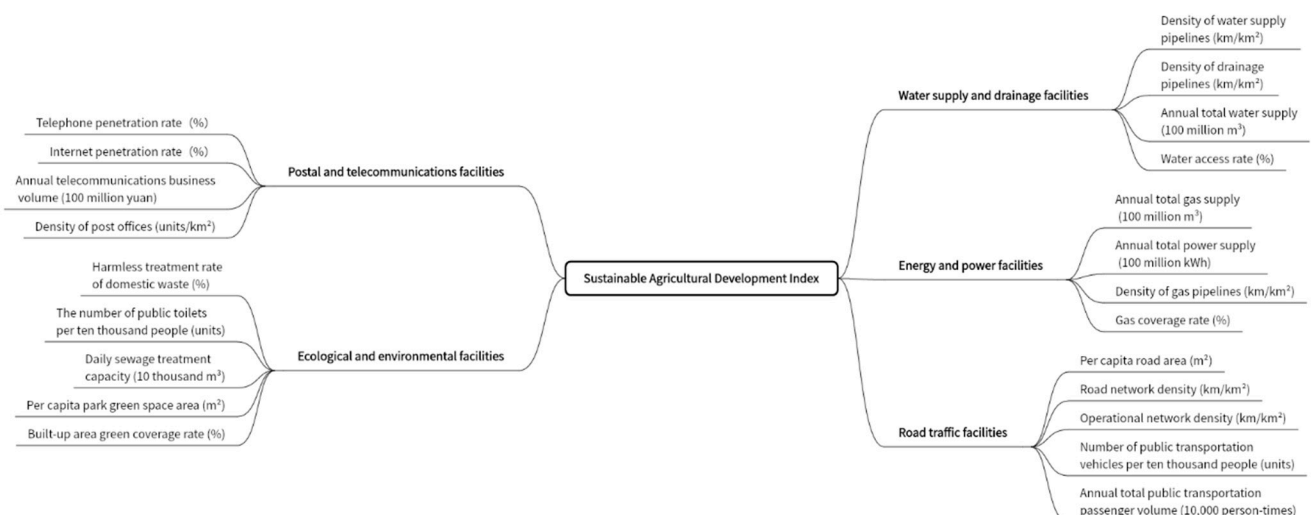 Telephone penetration rate（%）
Internet penetration rate（%）
Annual telecommunications business
volume (100 million yuan)
Density of post offices (units/km²)
Postal and telecommunications facilities
Harmless treatment rate
of domestic waste (%)
The number of public toilets
per ten thousand people (units)
Daily sewage treatment
capacity (10 thousand m³)
Per capita park green space area (m²)
Built-up area green coverage rate (%)
Ecological and environmental facilities
Sustainable Agricultural Development Index
Water supply and drainage facilities
Density of water supply
pipelines (km/km²)
Density of drainage
pipelines (km/km²)
Annual total water supply
(100 million m³)
Water access rate (%)
Energy and power facilities
Annual total gas supply
(100 million m³)
Annual total power supply
(100 million kWh)
Density of gas pipelines (km/km²)
Gas coverage rate (%)
Road traffic facilities
Per capita road area (m²)
Road network density (km/km²)
Operational network density (km/km²)
Number of public transportation
vehicles per ten thousand people (units)
Annual total public transportation
passenger volume (10,000 person-times)